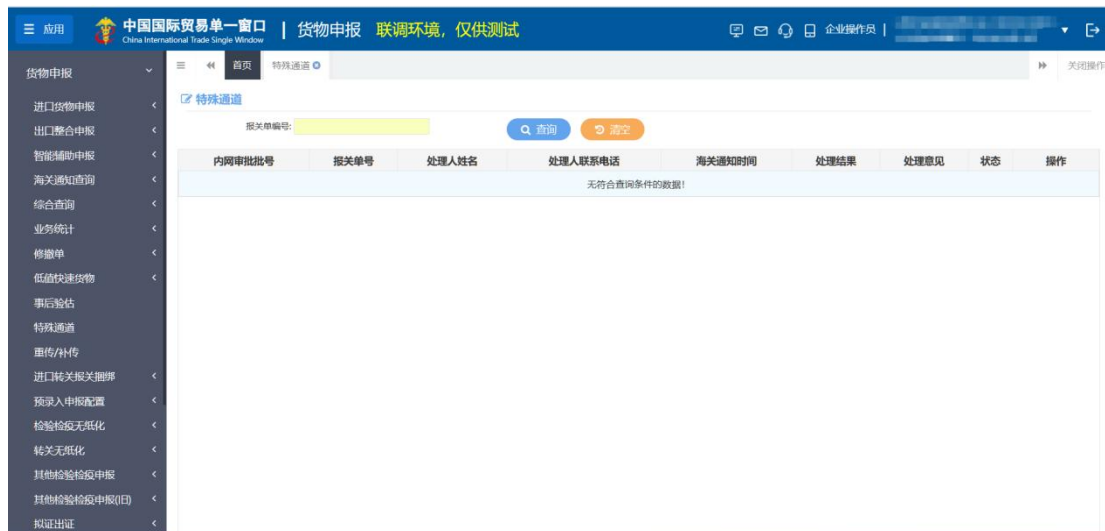 应用
中国国际贸易单一窗口
China International Trade Single Window
货物申报 联调环境，仅供测试
企业操作员
货物申报
首页 特殊通道
关闭操作
进口货物申报
出口整合申报
智能辅助申报
海关通知查询
综合查询
业务统计
修撤单
低值快速货物
事后验估
特殊通道
重传/补传
进口转关报关捆绑
预录入申报配置
检验检疫无纸化
转关无纸化
其他检验检疫申报
其他检验检疫申报(旧)
拟证出证
特殊通道
报关单编号:
查询 清空
内网审批批号 报关单号 处理人姓名 处理人联系电话 海关通知时间 处理结果 处理意见 状态 操作
无符合查询条件的数据!